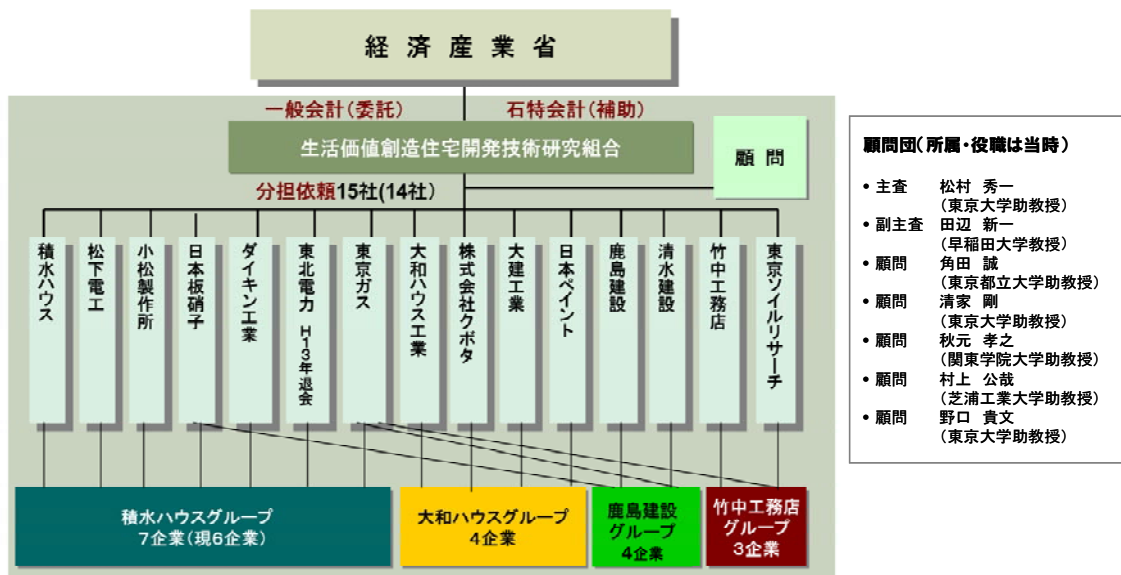 経済産業省
一般会計(委託)
石特会計(補助)
生活価値創造住宅開発技術研究組合
顧問
分担依頼15社(14社)
積水ハウス
松下電工
小松製作所
日本板硝子
ダイキン工業
東北電力 H13年退会
東京ガス
大和ハウス工業
株式会社クボタ
大建工業
日本ペイント
鹿島建設
清水建設
竹中工務店
東京ソイルリサーチ
積水ハウスグループ
7企業(現6企業)
大和ハウスグループ
4企業
鹿島建設
グループ
4企業
竹中工務店
グループ
3企業
顧問団(所属・役職は当時)
• 主査 松村 秀一
(東京大学助教授)
• 副主査 田辺 新一
(早稲田大学教授)
• 顧問 角田 誠
(東京都立大学助教授)
• 顧問 清家 剛
(東京大学助教授)
• 顧問 秋元 孝之
(関東学院大学助教授)
• 顧問 村上 公哉
(芝浦工業大学助教授)
• 顧問 野口 貴文
(東京大学助教授)